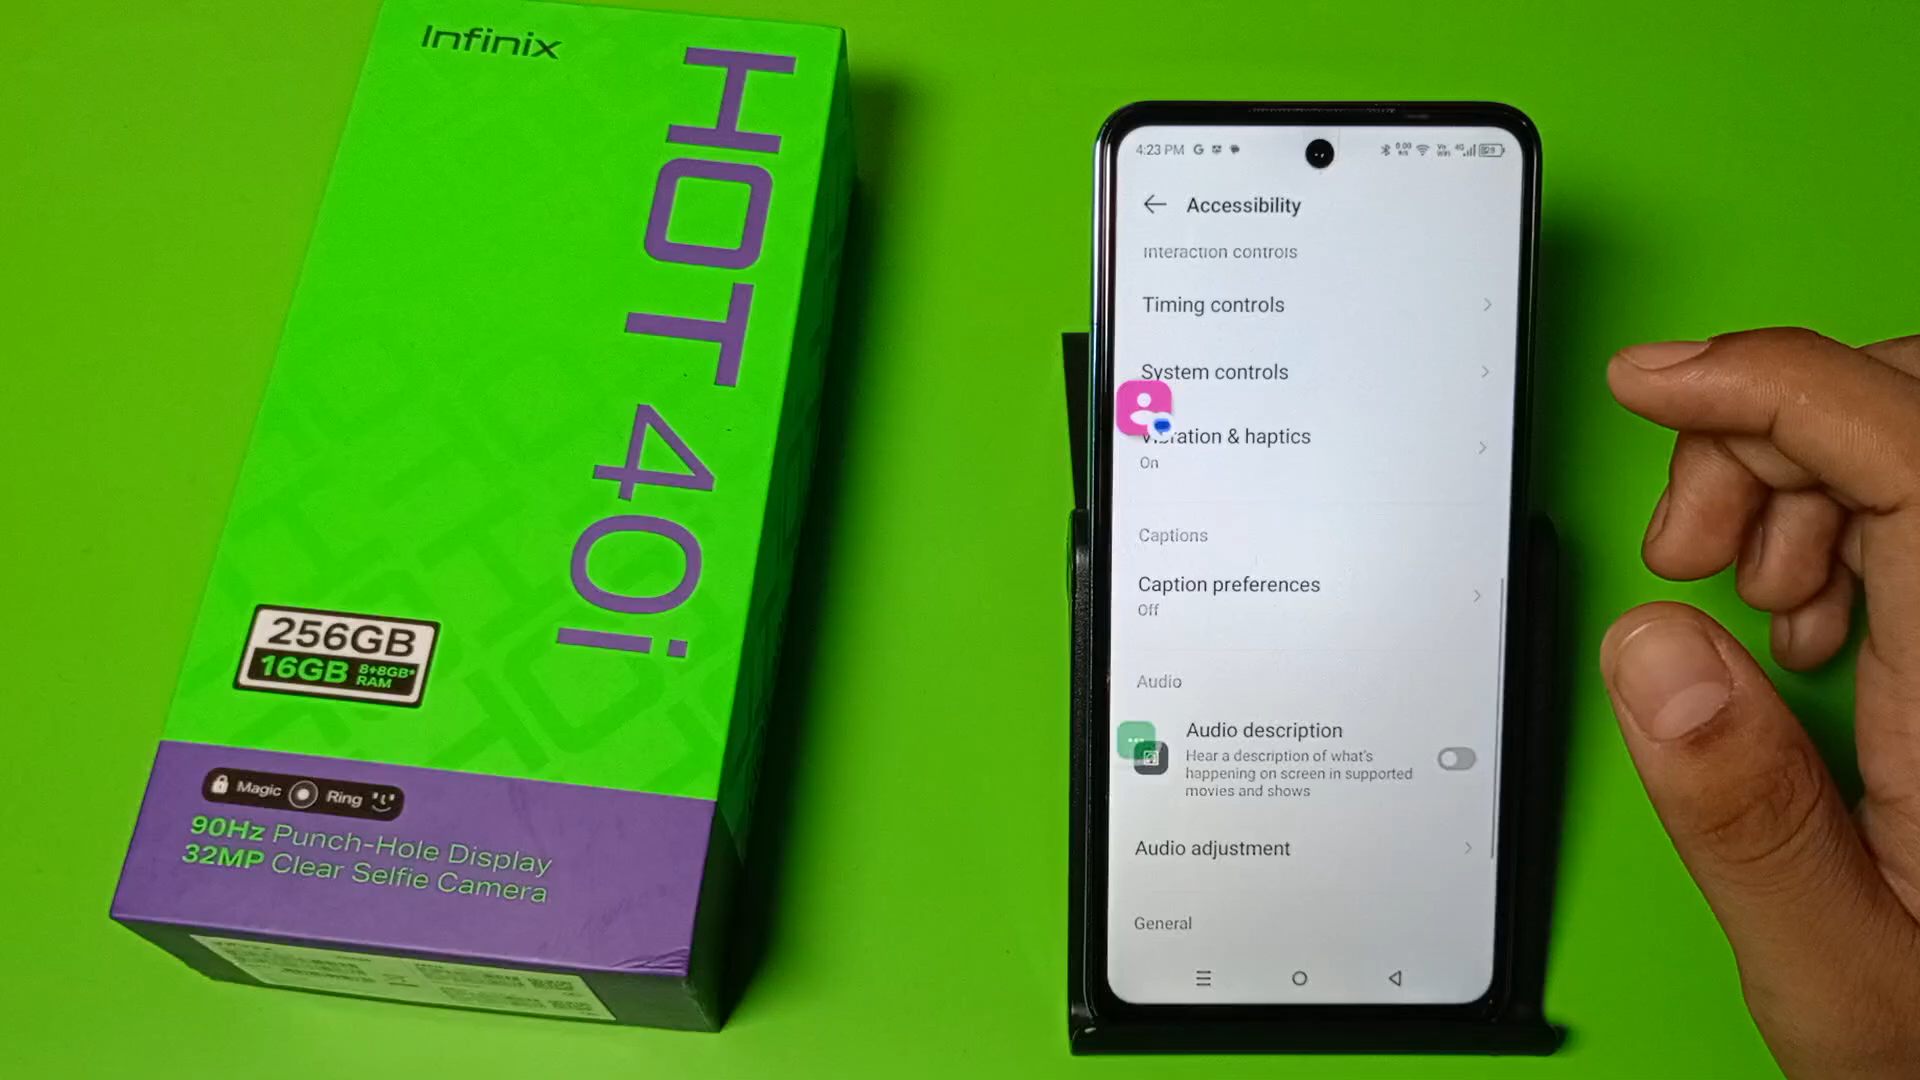 Infinix
HOT 40i
256GB
16GB 8+8GB*
RAM
Magic Ring
90Hz Punch-Hole Display
32MP Clear Selfie Camera
4:23 PM
Accessibility
Interaction controls
Timing controls
System controls
Vibration & haptics
On
Captions
Caption preferences
Off
Audio
Audio description
Hear a description of what's
happening on screen in supported
movies and shows
Audio adjustment
General